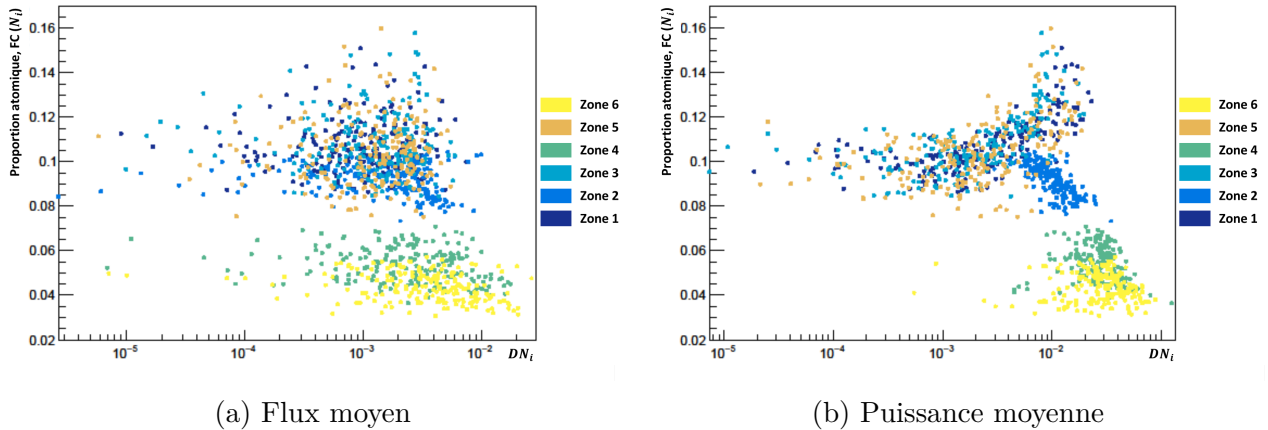 Proportion atomique, FC (Nᵢ)
0.16
0.14
0.12
0.1
0.08
0.06
0.04
0.02
10⁻⁵
10⁻⁴
10⁻³
10⁻²
DNᵢ
Zone 6
Zone 5
Zone 4
Zone 3
Zone 2
Zone 1
(a) Flux moyen
Proportion atomique, FC (Nᵢ)
0.16
0.14
0.12
0.1
0.08
0.06
0.04
0.02
10⁻⁵
10⁻⁴
10⁻³
10⁻²
DNᵢ
Zone 6
Zone 5
Zone 4
Zone 3
Zone 2
Zone 1
(b) Puissance moyenne